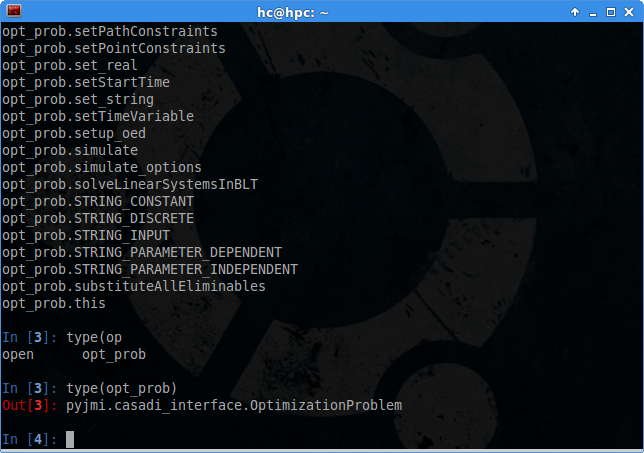 hc@hpc: ~
opt_prob.setPathConstraints
opt_prob.setPointConstraints
opt_prob.set_real
opt_prob.setStartTime
opt_prob.set_string
opt_prob.setTimeVariable
opt_prob.setup_oed
opt_prob.simulate
opt_prob.simulate_options
opt_prob.solveLinearSystemsInBLT
opt_prob.STRING_CONSTANT
opt_prob.STRING_DISCRETE
opt_prob.STRING_INPUT
opt_prob.STRING_PARAMETER_DEPENDENT
opt_prob.STRING_PARAMETER_INDEPENDENT
opt_prob.substituteAllEliminables
opt_prob.this
In [3]: type(op
open opt_prob
In [3]: type(opt_prob)
Out[3]: pyjmi.casadi_interface.OptimizationProblem
In [4]: